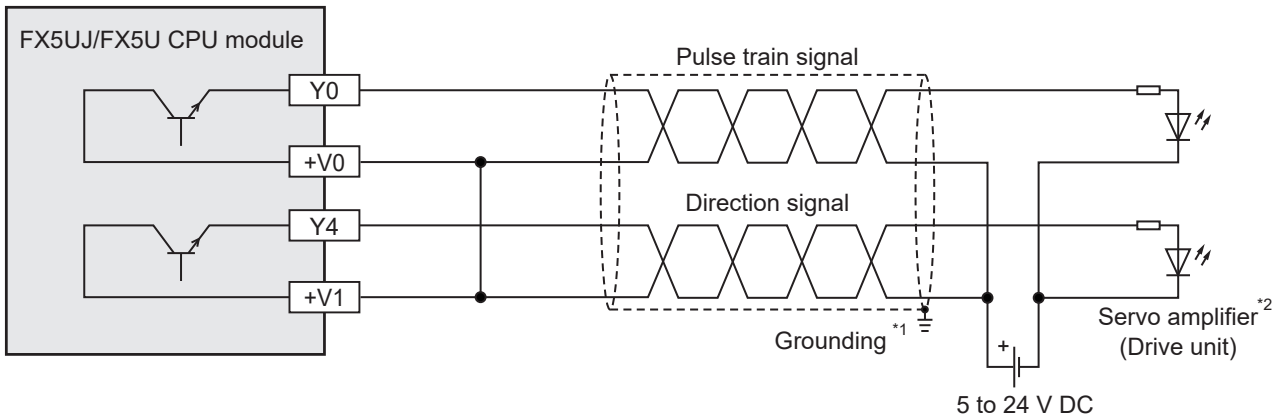 FX5UJ/FX5U CPU module
Pulse train signal
Y0
+V0
Direction signal
Y4
+V1
Grounding *1
Servo amplifier*2
(Drive unit)
+
5 to 24 V DC